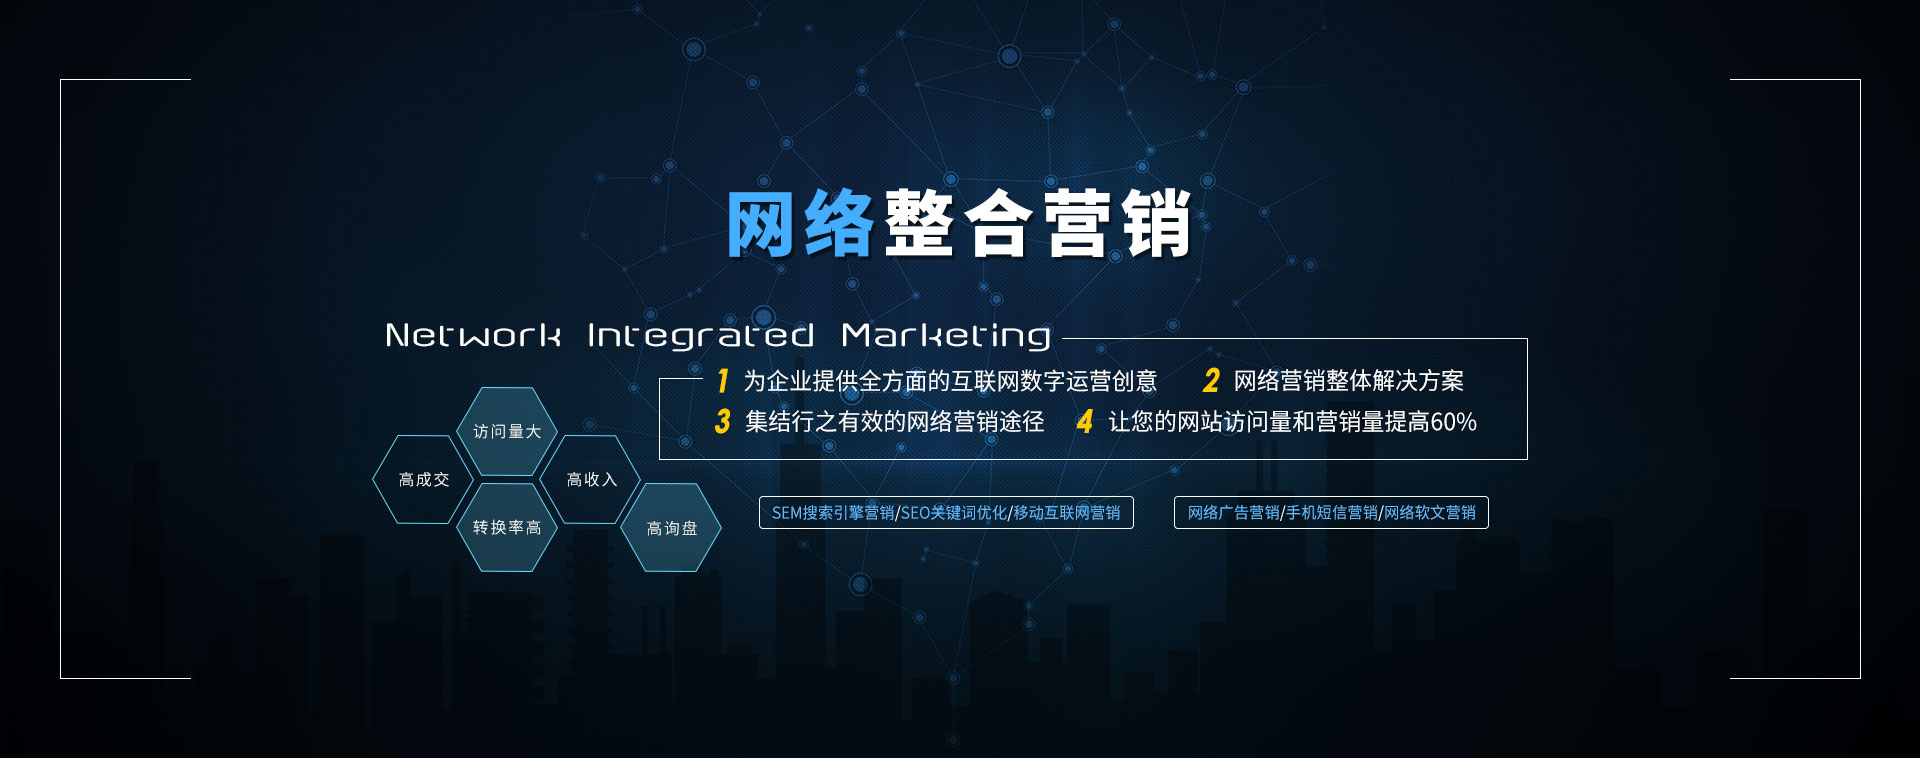 网络整合营销
Network Integrated Marketing
1 为企业提供全方面的互联网数字运营创意
2 网络营销整体解决方案
3 集结行之有效的网络营销途径
4 让您的网站访问量和营销量提高60%
访问量大
高成交
高收入
转换率高
高询盘
SEM搜索引擎营销/SEO关键词优化/移动互联网营销
网络广告营销/手机短信营销/网络软文营销